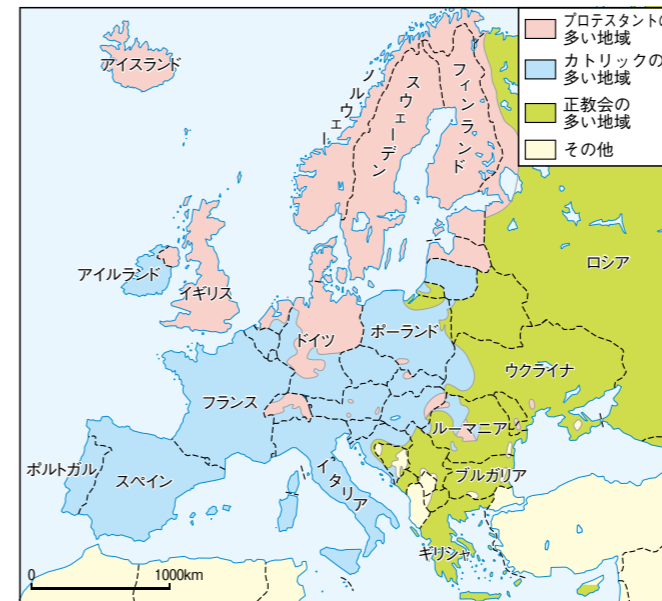 プロテスタントの
多い地域
カトリックの
多い地域
正教会の
多い地域
その他
アイスランド
ノルウェー
スウェーデン
フィンランド
ロシア
アイルランド
イギリス
ドイツ
ポーランド
ウクライナ
フランス
ルーマニア
ポルトガル
スペイン
イタリア
ブルガリア
ギリシャ
0 1000km